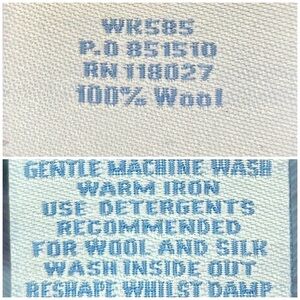 WK585
P.O 851510
RN 118027
100% Wool
GENTLE MACHINE WASH
WARM IRON
USE DETERGENTS
RECOMMENDED
FOR WOOL AND SILK
WASH INSIDE OUT
RESHAPE WHILST DAMP